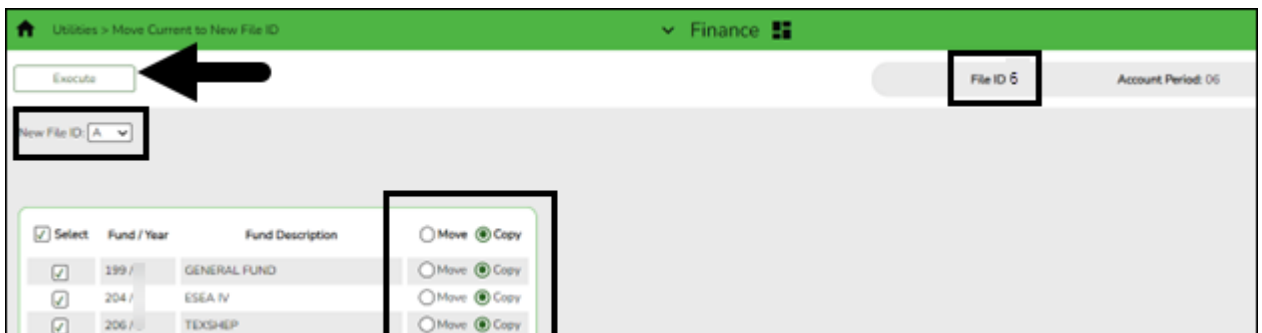 Utilities > Move Current to New File ID
Finance
Execute
File ID 6
Account Period: 06
New File ID: A
Select Fund / Year Fund Description Move Copy
199 / GENERAL FUND Move Copy
204 / ESEA IV Move Copy
206 / TEXSHEP Move Copy